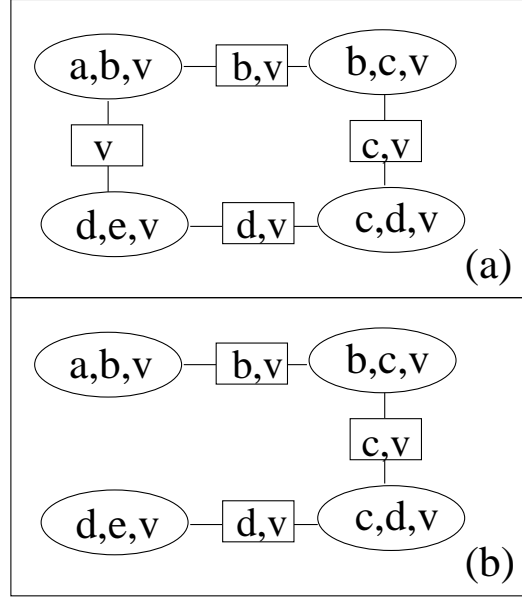 a,b,v b,v b,c,v
v c,v
d,e,v d,v c,d,v
(a)
a,b,v b,v b,c,v
c,v
d,e,v d,v c,d,v
(b)